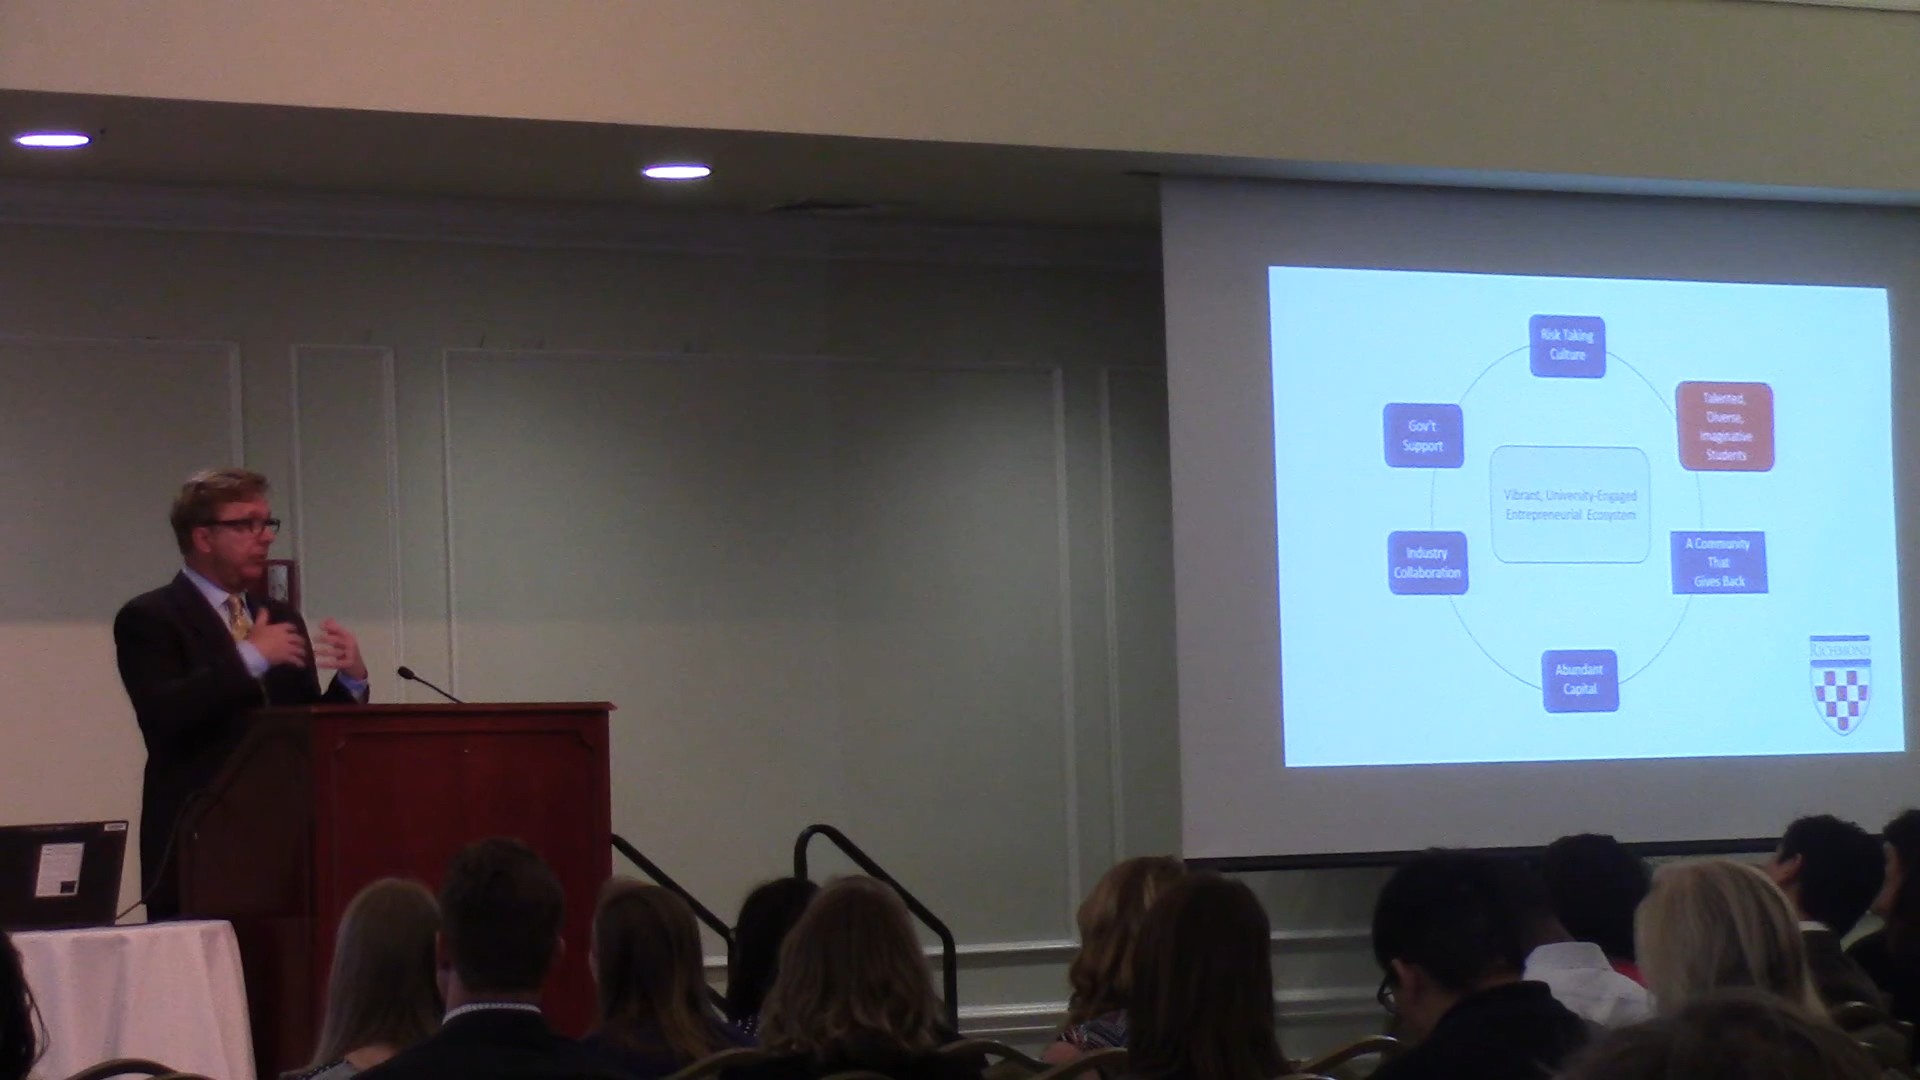 Risk Taking
Culture
Talented,
Diverse,
Imaginative
Students
Gov't
Support
Vibrant, University-Engaged
Entrepreneurial Ecosystem
Industry
Collaboration
A Community
That
Gives Back
Abundant
Capital
RICHMOND